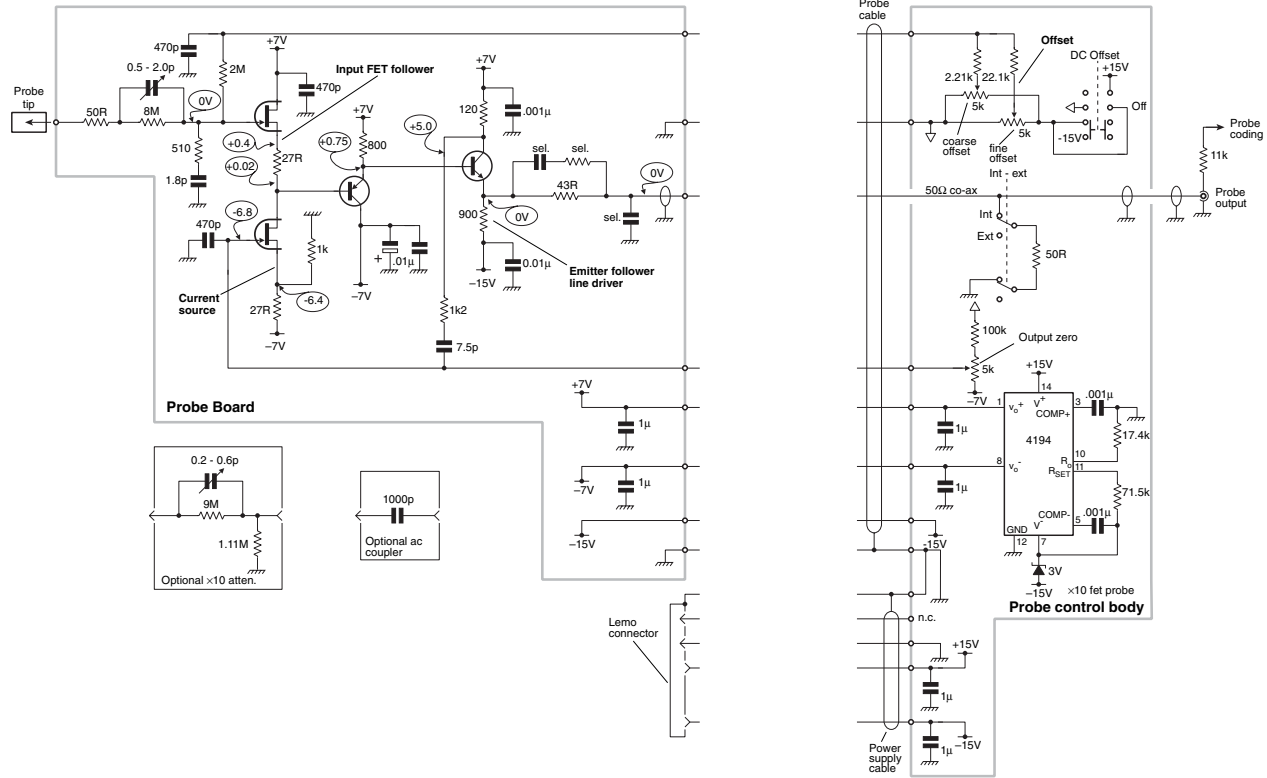 Probe tip
50R
0.5 - 2.0p
8M
470p
0V
2M
510
1.8p
+7V
470p
Input FET follower
+0.4
27R
+0.02
-6.8
470p
Current source
27R
-6.4
–7V
1k
+7V
+0.75
800
.01µ
+
–7V
+5.0
+7V
120
.001µ
sel.
sel.
43R
0V
sel.
900
0V
0.01µ
–15V
Emitter follower line driver
1k2
7.5p
Probe Board
+7V
1µ
–7V
1µ
–15V
0.2 - 0.6p
9M
1.11M
Optional ×10 atten.
1000p
Optional ac coupler
Lemo connector
Probe cable
2.21k
22.1k
Offset
5k
coarse offset
5k
fine offset
DC Offset
+15V
Off
-15V
Probe coding
11k
Probe output
50Ω co-ax
Int - ext
Int
Ext
50R
100k
Output zero
5k
–7V
+15V
14
1
vo+
V+
COMP+
3
.001µ
4194
17.4k
8
vo-
Ro
10
RSET
11
71.5k
COMP-
5
.001µ
GND
V-
12
7
3V
–15V
×10 fet probe
Probe control body
1µ
1µ
-15V
n.c.
+15V
1µ
1µ
–15V
Power supply cable